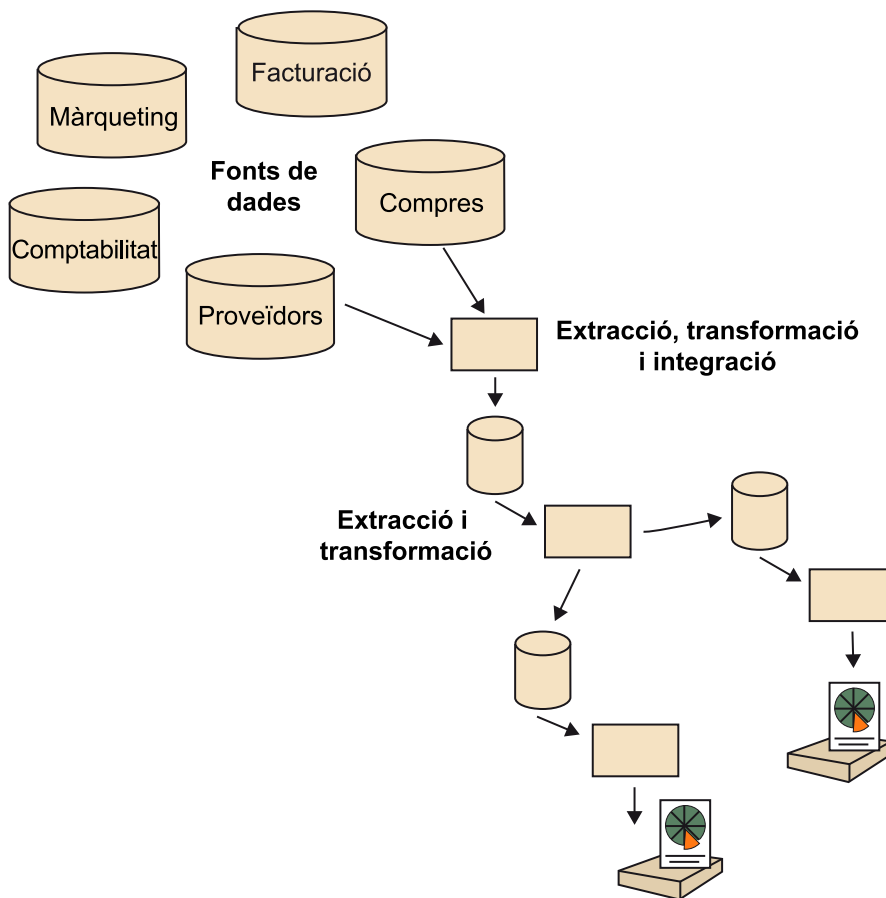 Facturació
Màrqueting
Fonts de
dades
Compres
Comptabilitat
Proveïdors
Extracció, transformació
i integració
Extracció i
transformació